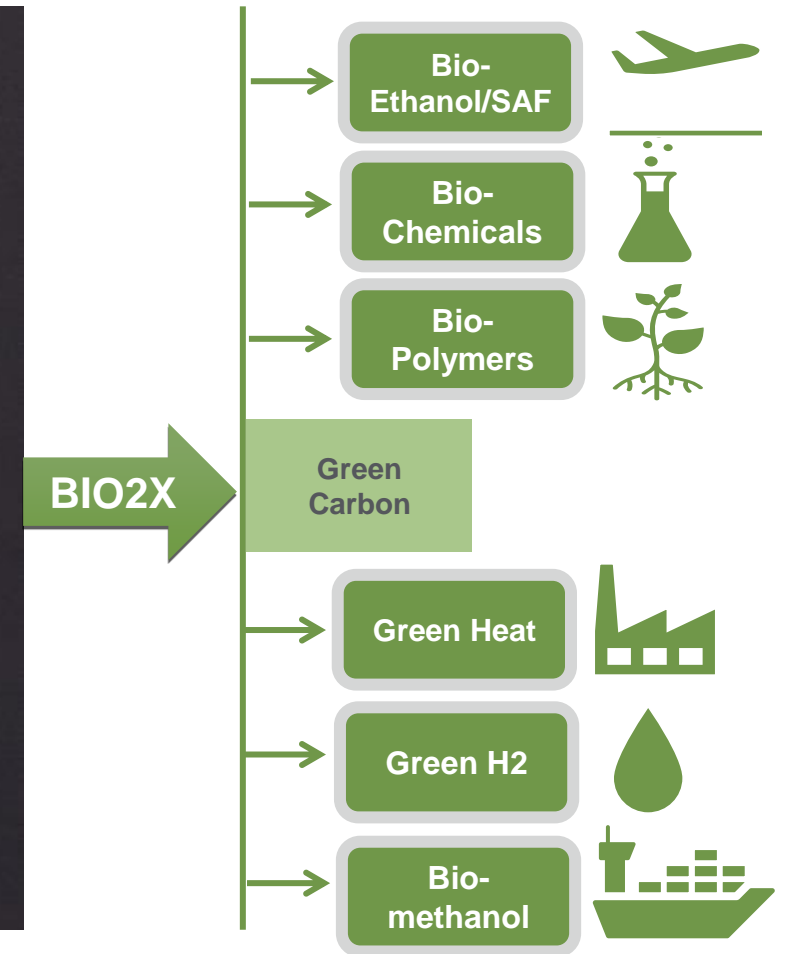 Bio-
Ethanol/SAF
Bio-
Chemicals
Bio-
Polymers
BIO2X
Green
Carbon
Green Heat
Green H2
Bio-
methanol